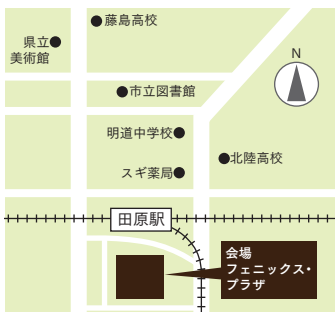 藤島高校
県立
美術館
N
市立図書館
明道中学校
北陸高校
スギ薬局
田原駅
会場
フェニックス・
プラザ